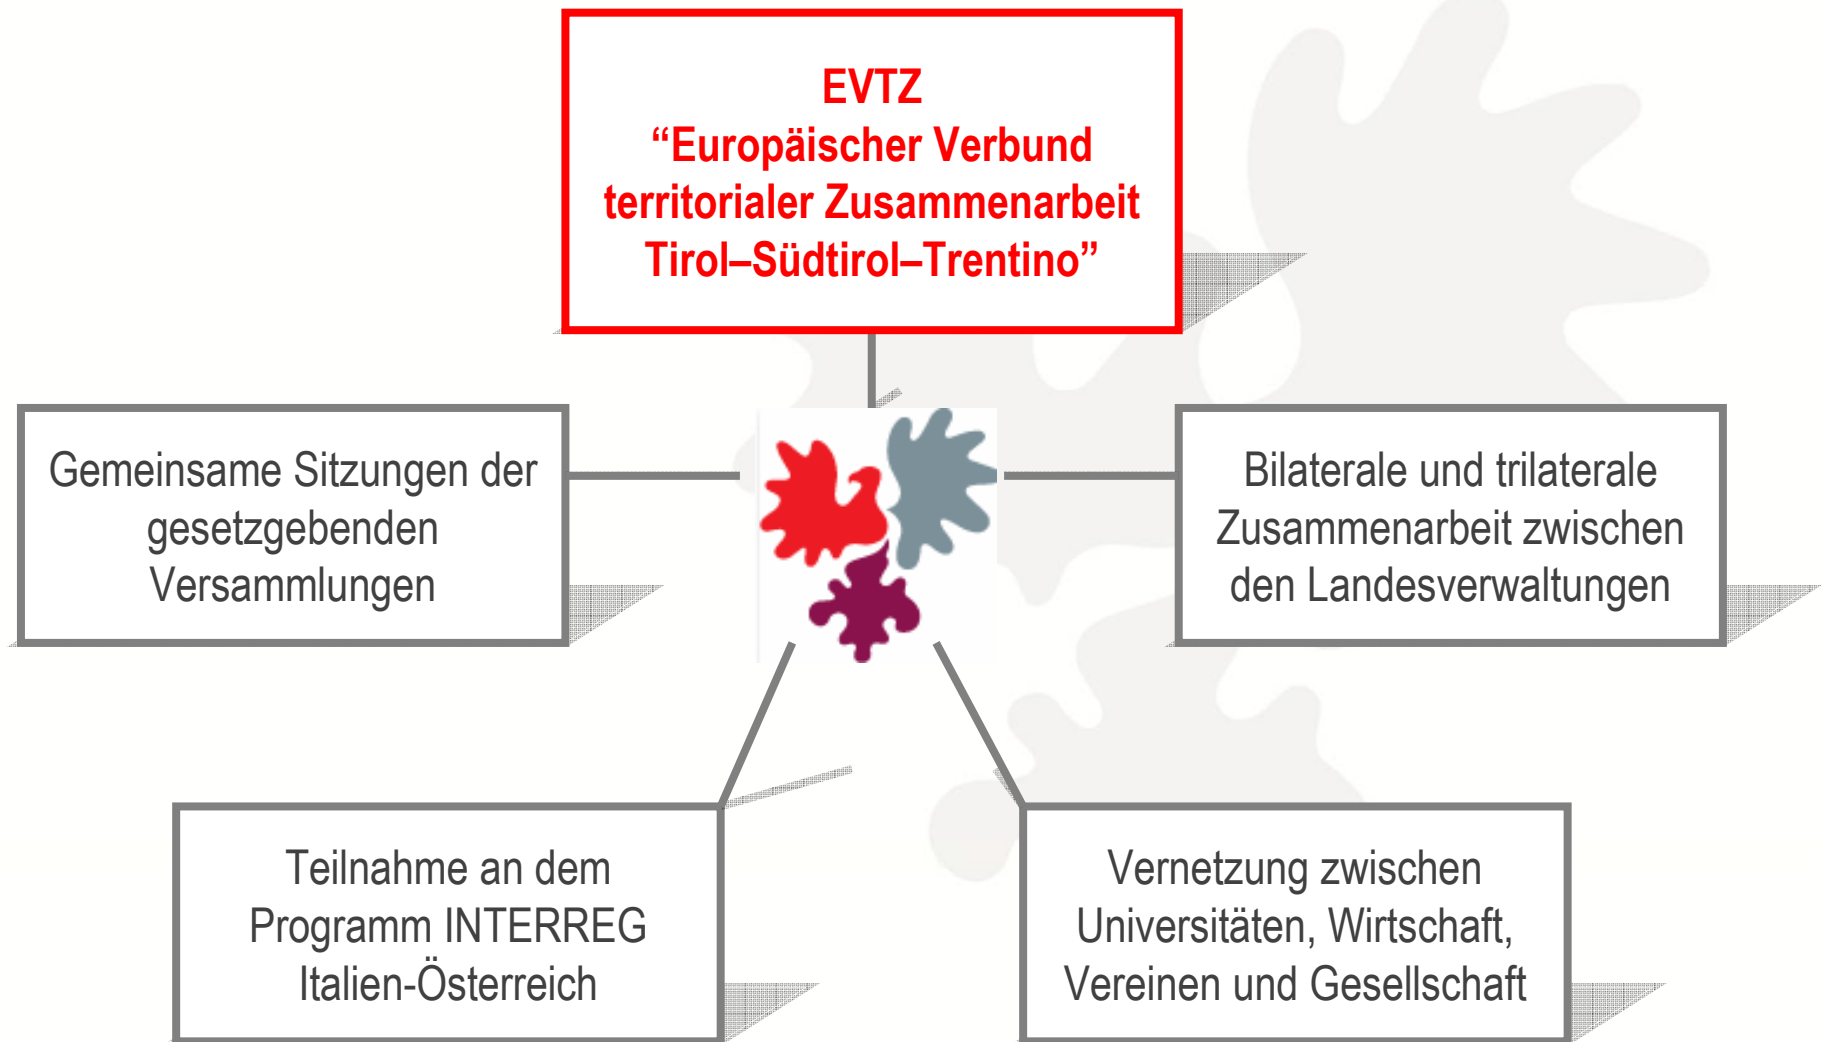 EVTZ
“Europäischer Verbund
territorialer Zusammenarbeit
Tirol–Südtirol–Trentino”
Gemeinsame Sitzungen der
gesetzgebenden
Versammlungen
Bilaterale und trilaterale
Zusammenarbeit zwischen
den Landesverwaltungen
Teilnahme an dem
Programm INTERREG
Italien-Österreich
Vernetzung zwischen
Universitäten, Wirtschaft,
Vereinen und Gesellschaft